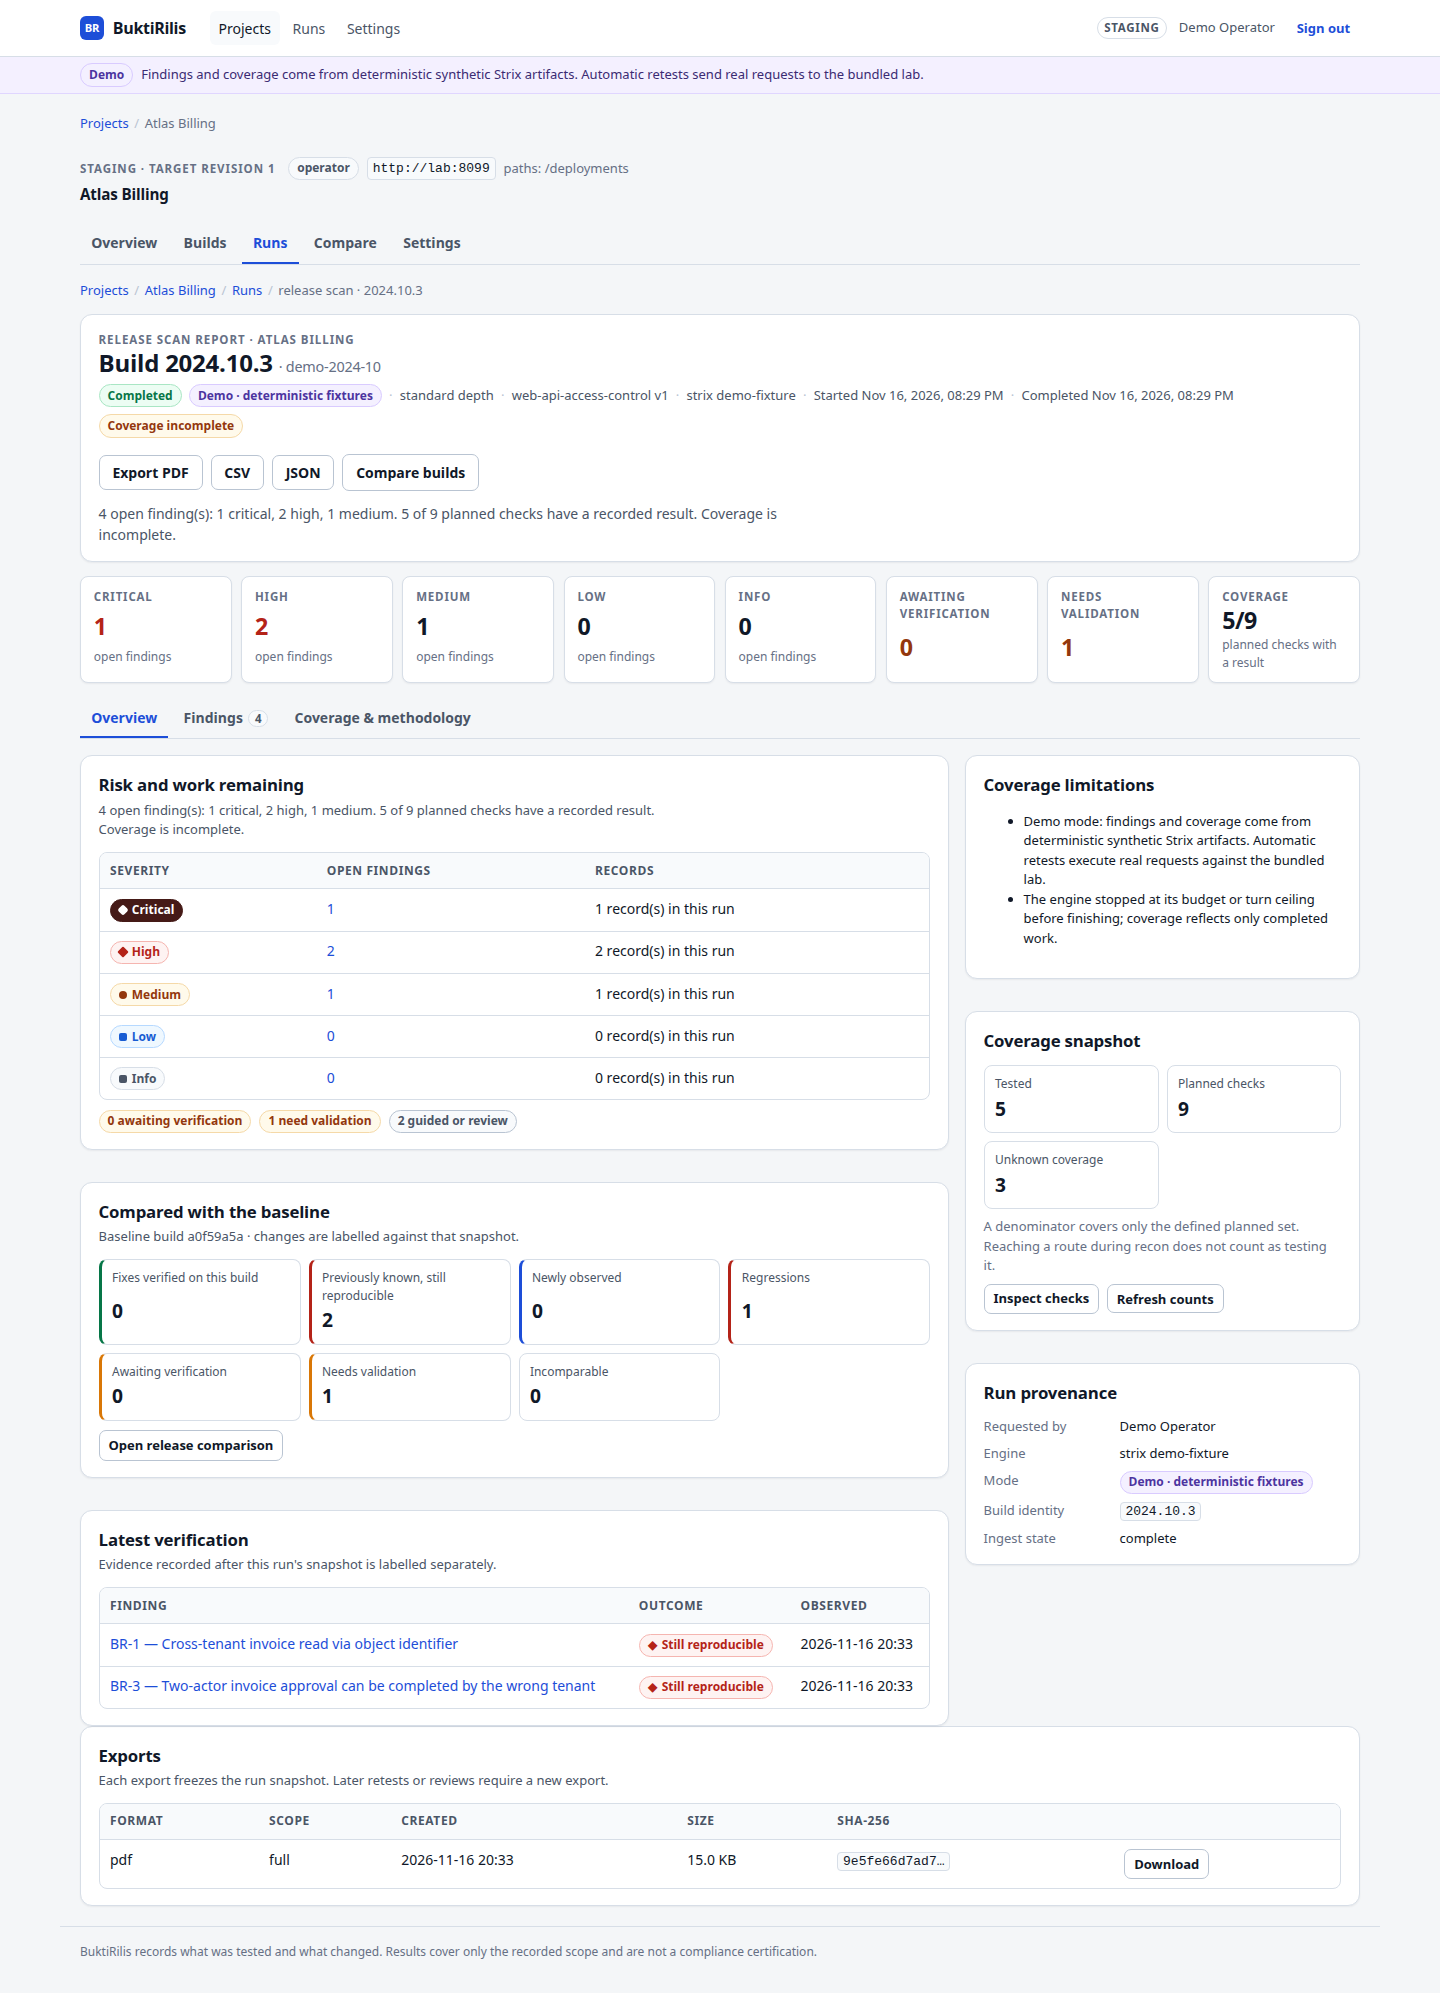 BR BuktiRilis Projects Runs Settings STAGING Demo Operator Sign out
Demo Findings and coverage come from deterministic synthetic Strix artifacts. Automatic retests send real requests to the bundled lab.
Projects / Atlas Billing
STAGING · TARGET REVISION 1 operator http://lab:8099 paths: /deployments
Atlas Billing
Overview Builds Runs Compare Settings
Projects / Atlas Billing / Runs / release scan · 2024.10.3
RELEASE SCAN REPORT · ATLAS BILLING
Build 2024.10.3 · demo-2024-10
Completed Demo · deterministic fixtures · standard depth · web-api-access-control v1 · strix demo-fixture · Started Nov 16, 2026, 08:29 PM · Completed Nov 16, 2026, 08:29 PM
Coverage incomplete
Export PDF CSV JSON Compare builds
4 open finding(s): 1 critical, 2 high, 1 medium. 5 of 9 planned checks have a recorded result. Coverage is
incomplete.
CRITICAL
1
open findings
HIGH
2
open findings
MEDIUM
1
open findings
LOW
0
open findings
INFO
0
open findings
AWAITING
VERIFICATION
0
NEEDS
VALIDATION
1
COVERAGE
5/9
planned checks with
a result
Overview Findings 4 Coverage & methodology
Risk and work remaining
4 open finding(s): 1 critical, 2 high, 1 medium. 5 of 9 planned checks have a recorded result.
Coverage is incomplete.
SEVERITY OPEN FINDINGS RECORDS
Critical 1 1 record(s) in this run
High 2 2 record(s) in this run
Medium 1 1 record(s) in this run
Low 0 0 record(s) in this run
Info 0 0 record(s) in this run
0 awaiting verification 1 need validation 2 guided or review
Compared with the baseline
Baseline build a0f59a5a · changes are labelled against that snapshot.
Fixes verified on this build
0
Previously known, still
reproducible
2
Newly observed
0
Regressions
1
Awaiting verification
0
Needs validation
1
Incomparable
0
Open release comparison
Latest verification
Evidence recorded after this run's snapshot is labelled separately.
FINDING OUTCOME OBSERVED
BR-1 — Cross-tenant invoice read via object identifier Still reproducible 2026-11-16 20:33
BR-3 — Two-actor invoice approval can be completed by the wrong tenant Still reproducible 2026-11-16 20:33
Coverage limitations
• Demo mode: findings and coverage come from
deterministic synthetic Strix artifacts. Automatic
retests execute real requests against the bundled
lab.
• The engine stopped at its budget or turn ceiling
before finishing; coverage reflects only completed
work.
Coverage snapshot
Tested
5
Planned checks
9
Unknown coverage
3
A denominator covers only the defined planned set.
Reaching a route during recon does not count as testing
it.
Inspect checks Refresh counts
Run provenance
Requested by Demo Operator
Engine strix demo-fixture
Mode Demo · deterministic fixtures
Build identity 2024.10.3
Ingest state complete
Exports
Each export freezes the run snapshot. Later retests or reviews require a new export.
FORMAT SCOPE CREATED SIZE SHA-256
pdf full 2026-11-16 20:33 15.0 KB 9e5fe66d7ad7… Download
BuktiRilis records what was tested and what changed. Results cover only the recorded scope and are not a compliance certification.